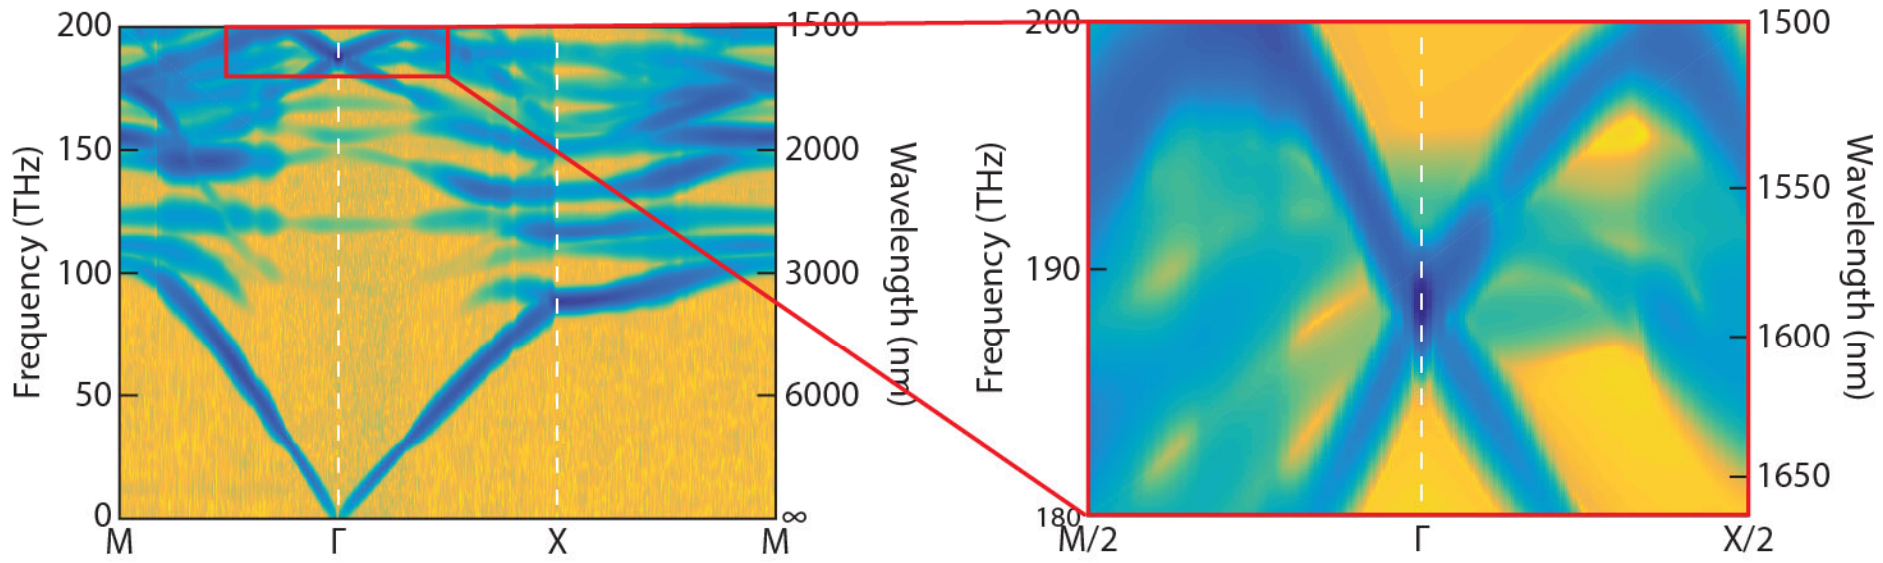 200
150
100
50
0
Frequency (THz)
M
Γ
X
M
1500
2000
3000
6000
∞
Wavelength (nm)
200
190
180
Frequency (THz)
M/2
Γ
X/2
1500
1550
1600
1650
Wavelength (nm)